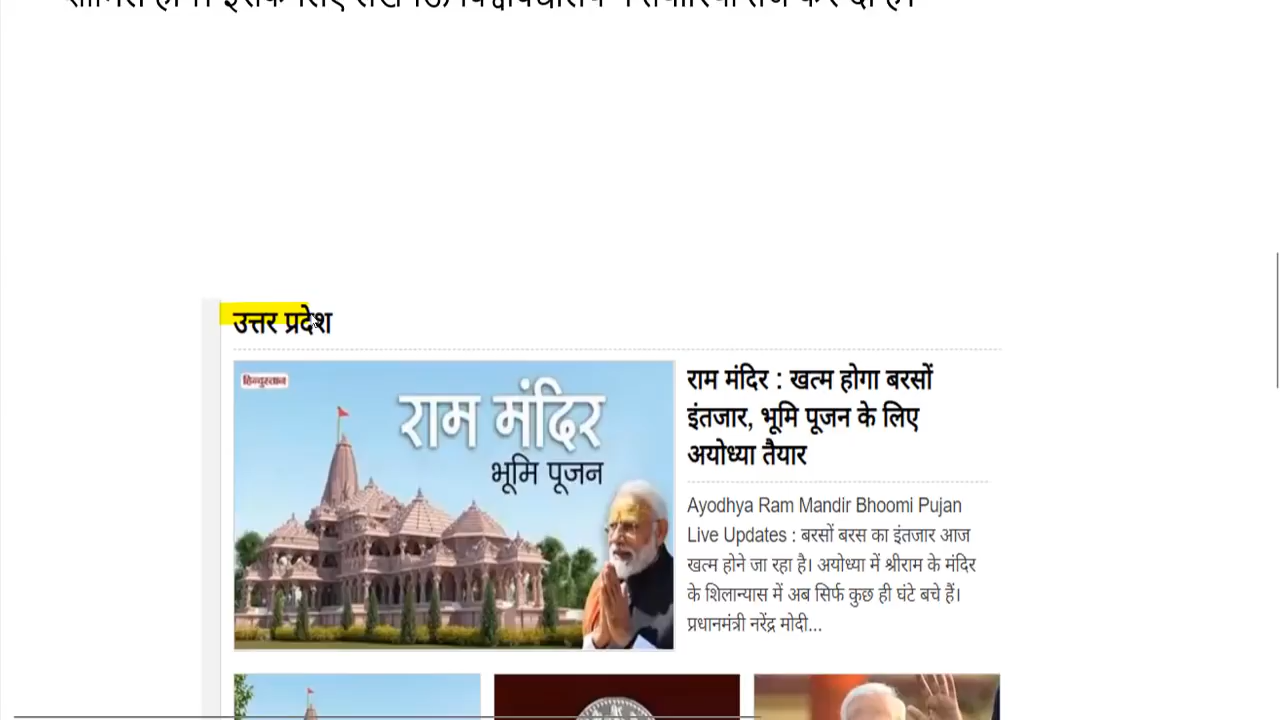 उत्तर प्रदेश
हिन्दुस्तान
राम मंदिर
भूमि पूजन
राम मंदिर : खत्म होगा बरसों
इंतजार, भूमि पूजन के लिए
अयोध्या तैयार
Ayodhya Ram Mandir Bhoomi Pujan
Live Updates : बरसों बरस का इंतजार आज
खत्म होने जा रहा है। अयोध्या में श्रीराम के मंदिर
के शिलान्यास में अब सिर्फ कुछ ही घंटे बचे हैं।
प्रधानमंत्री नरेंद्र मोदी...